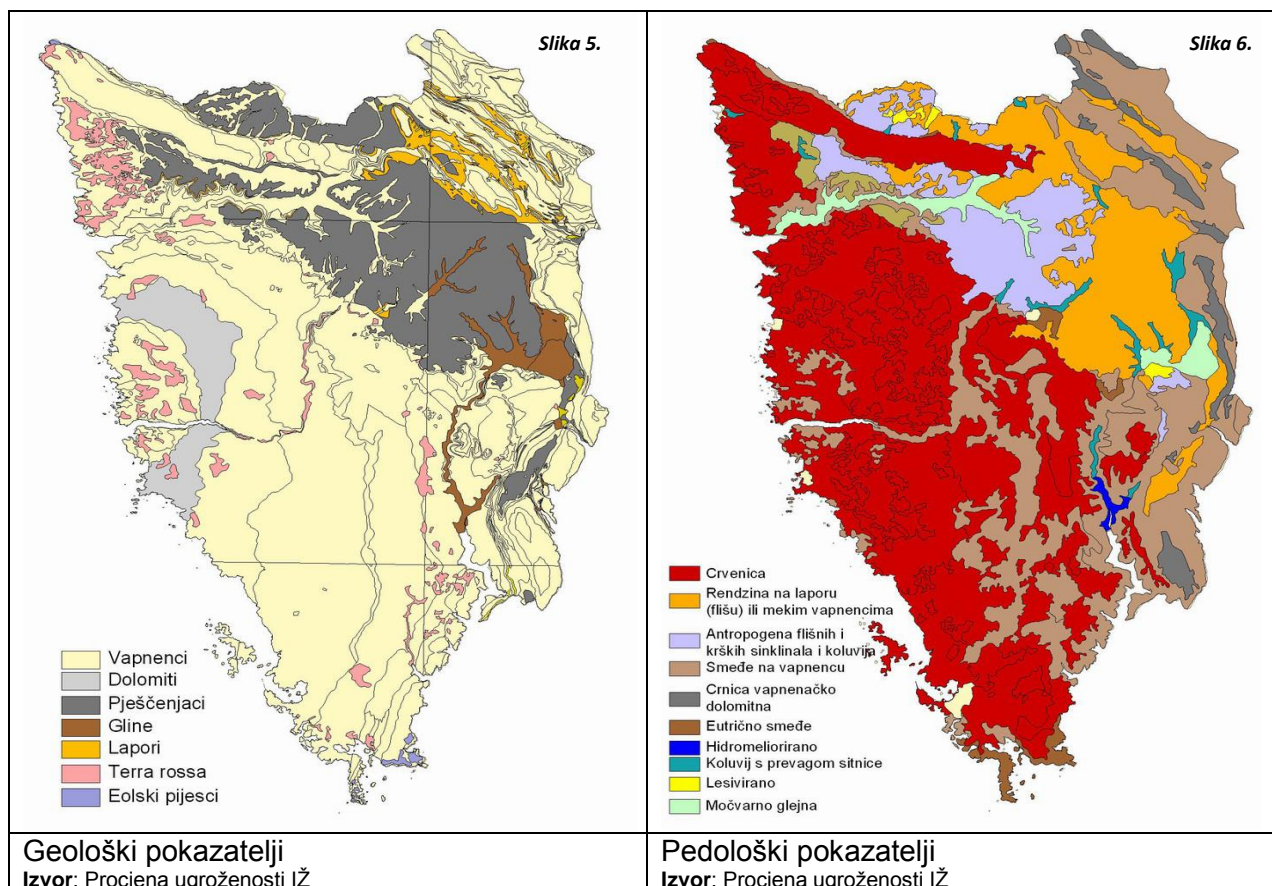 Slika 5.
Vapnenci
Dolomiti
Pješčenjaci
Gline
Lapori
Terra rossa
Eolski pijesci
Geološki pokazatelji
Izvor: Procjena ugroženosti IŽ
Slika 6.
Crvenica
Rendzina na laporu
(flišu) ili mekim vapnencima
Antropogena flišnih i
krških sinklinala i koluvija
Smeđe na vapnencu
Crnica vapnenačko
dolomitna
Eutrično smeđe
Hidromeliorirano
Koluvij s prevagom sitnice
Lesivirano
Močvarno glejna
Pedološki pokazatelji
Izvor: Procjena ugroženosti IŽ